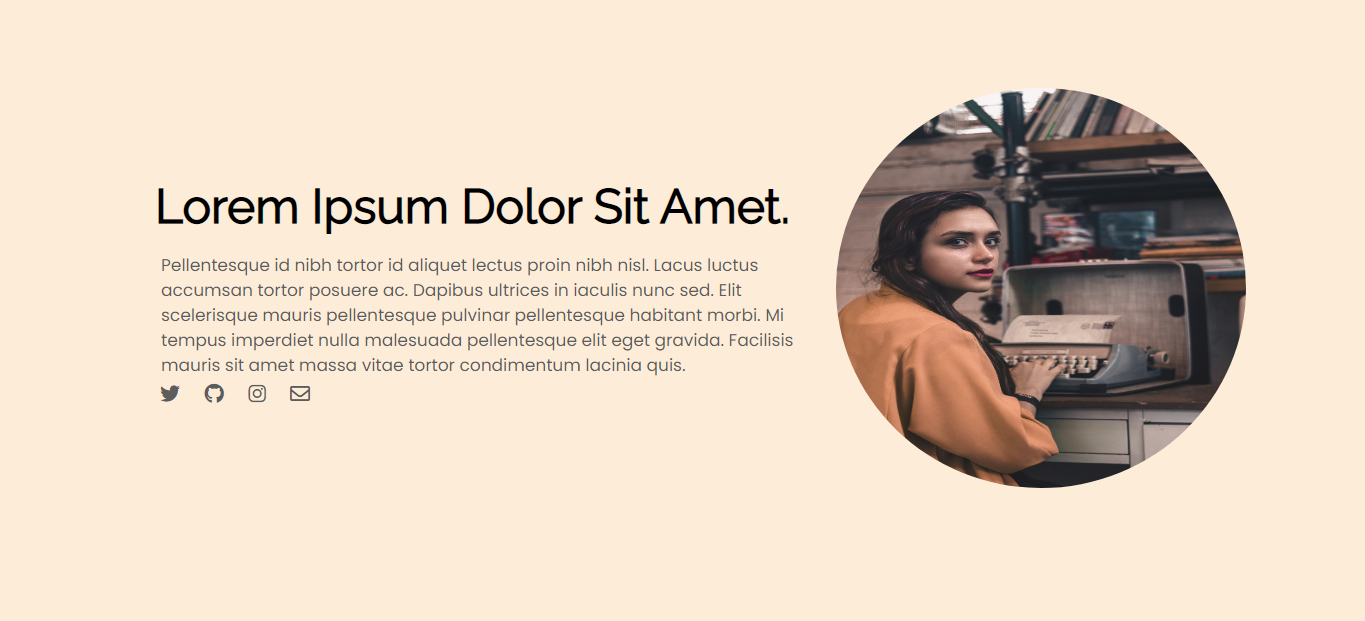 Lorem Ipsum Dolor Sit Amet.
Pellentesque id nibh tortor id aliquet lectus proin nibh nisl. Lacus luctus
accumsan tortor posuere ac. Dapibus ultrices in iaculis nunc sed. Elit
scelerisque mauris pellentesque pulvinar pellentesque habitant morbi. Mi
tempus imperdiet nulla malesuada pellentesque elit eget gravida. Facilisis
mauris sit amet massa vitae tortor condimentum lacinia quis.